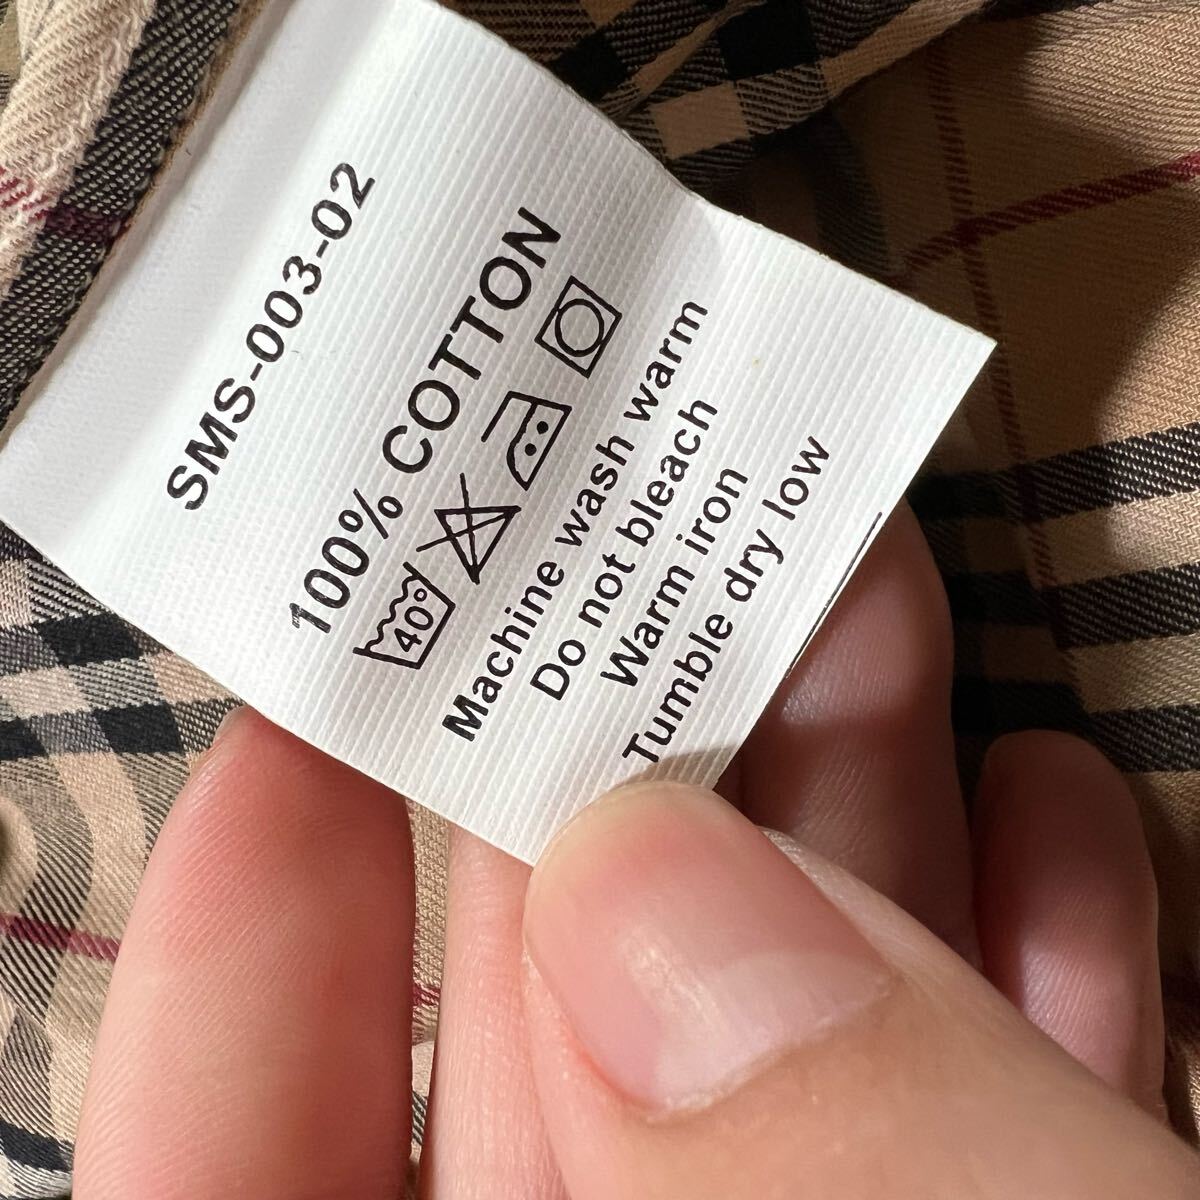 SMS-003-02
100% COTTON
40°
Machine wash warm
Do not bleach
Warm iron
Tumble dry low